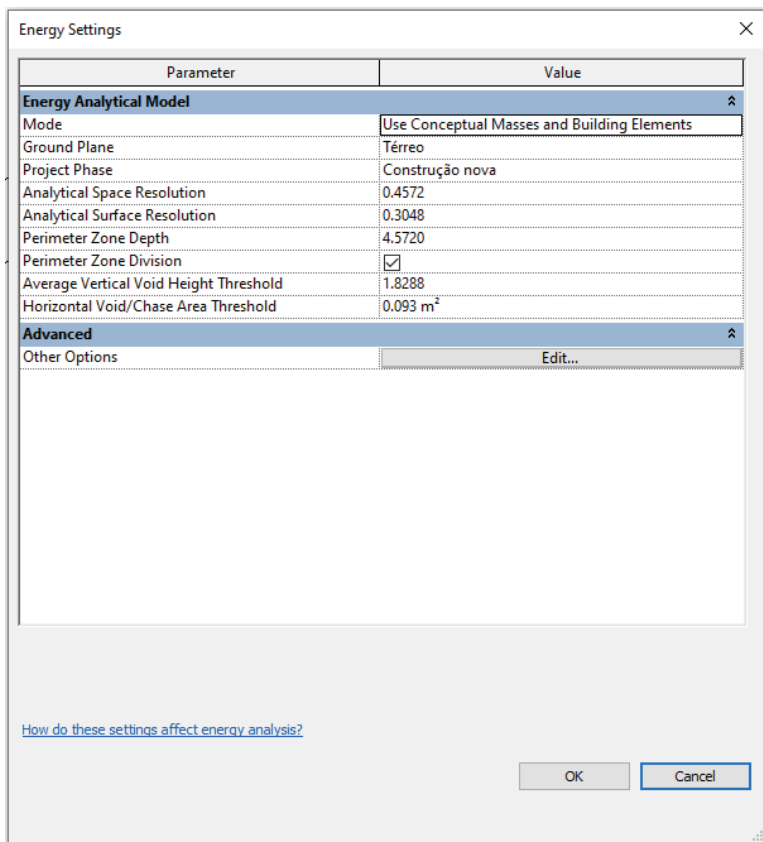 Energy Settings
Parameter Value
Energy Analytical Model
Mode Use Conceptual Masses and Building Elements
Ground Plane Térreo
Project Phase Construção nova
Analytical Space Resolution 0.4572
Analytical Surface Resolution 0.3048
Perimeter Zone Depth 4.5720
Perimeter Zone Division
Average Vertical Void Height Threshold 1.8288
Horizontal Void/Chase Area Threshold 0.093 m²
Advanced
Other Options Edit...
How do these settings affect energy analysis?
OK Cancel